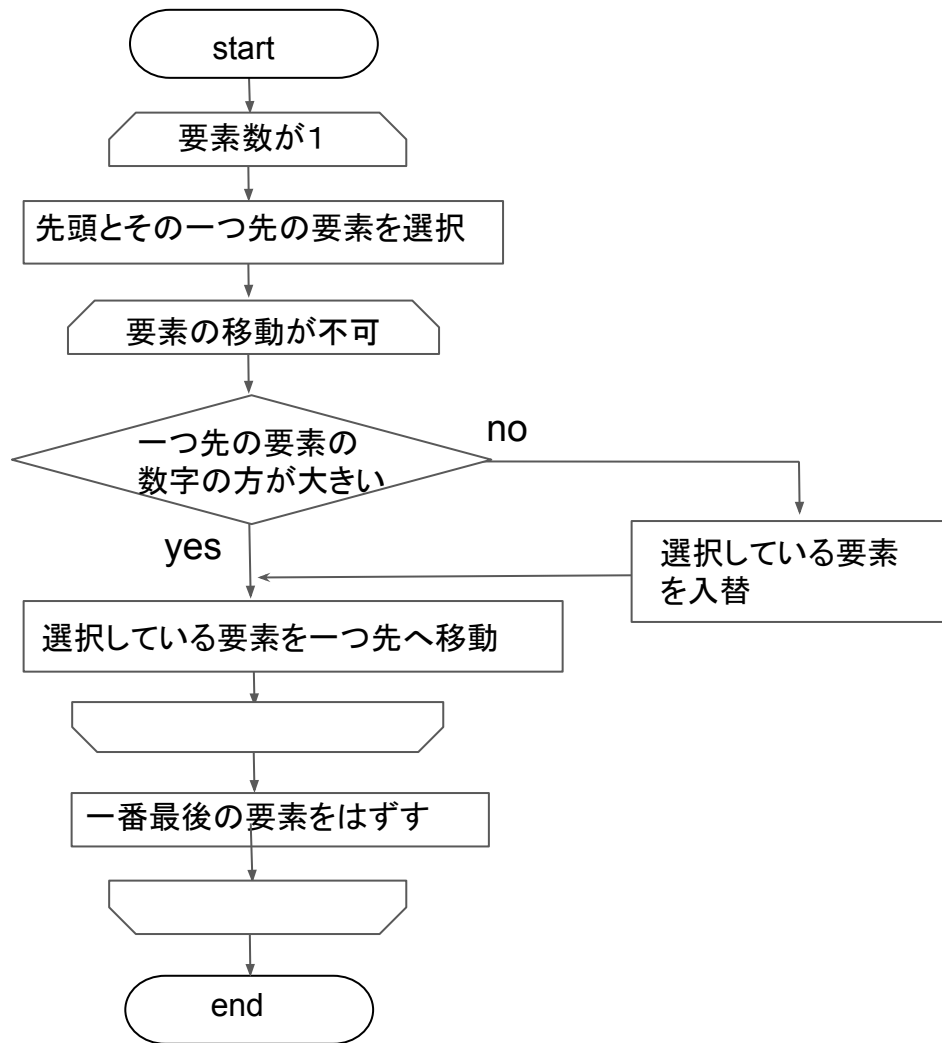 start
要素数が１
先頭とその一つ先の要素を選択
要素の移動が不可
一つ先の要素の
数字の方が大きい
no
yes
選択している要素
を入替
選択している要素を一つ先へ移動
一番最後の要素をはずす
end